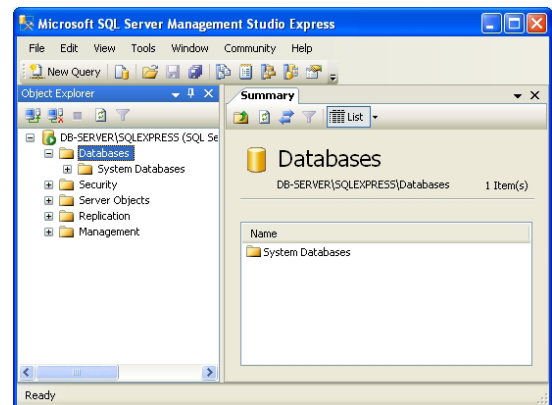 Microsoft SQL Server Management Studio Express
File Edit View Tools Window Community Help
New Query
Object Explorer
Summary
List
DB-SERVER\SQLEXPRESS (SQL Se
Databases
System Databases
Security
Server Objects
Replication
Management
Databases
DB-SERVER\SQLEXPRESS\Databases 1 Item(s)
Name
System Databases
Ready